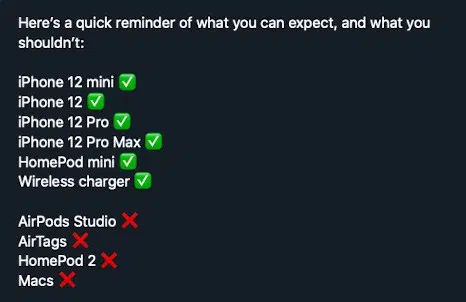 Here's a quick reminder of what you can expect, and what you
shouldn't:
iPhone 12 mini ✅
iPhone 12 ✅
iPhone 12 Pro ✅
iPhone 12 Pro Max ✅
HomePod mini ✅
Wireless charger ✅
AirPods Studio ❌
AirTags ❌
HomePod 2 ❌
Macs ❌